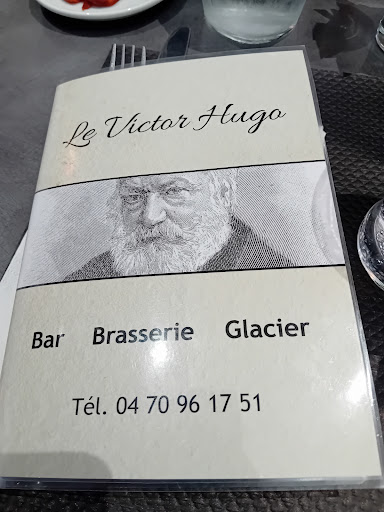 Le Victor Hugo
Bar Brasserie Glacier
Tél. 04 70 96 17 51